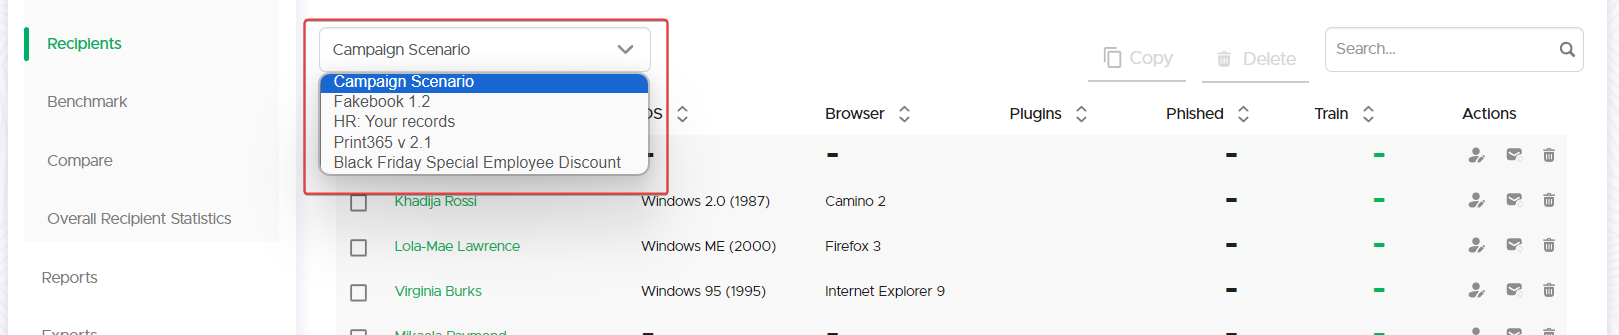 Recipients
Benchmark
Compare
Overall Recipient Statistics
Reports
Exports
Campaign Scenario
Campaign Scenario
Fakebook 1.2
HR: Your records
Print365 v 2.1
Black Friday Special Employee Discount
Copy
Delete
Search...
OS Browser Plugins Phished Train Actions
- - - -
Khadija Rossi Windows 2.0 (1987) Camino 2 - -
Lola-Mae Lawrence Windows ME (2000) Firefox 3 - -
Virginia Burks Windows 95 (1995) Internet Explorer 9 - -
Mikaela Raymond - - - -